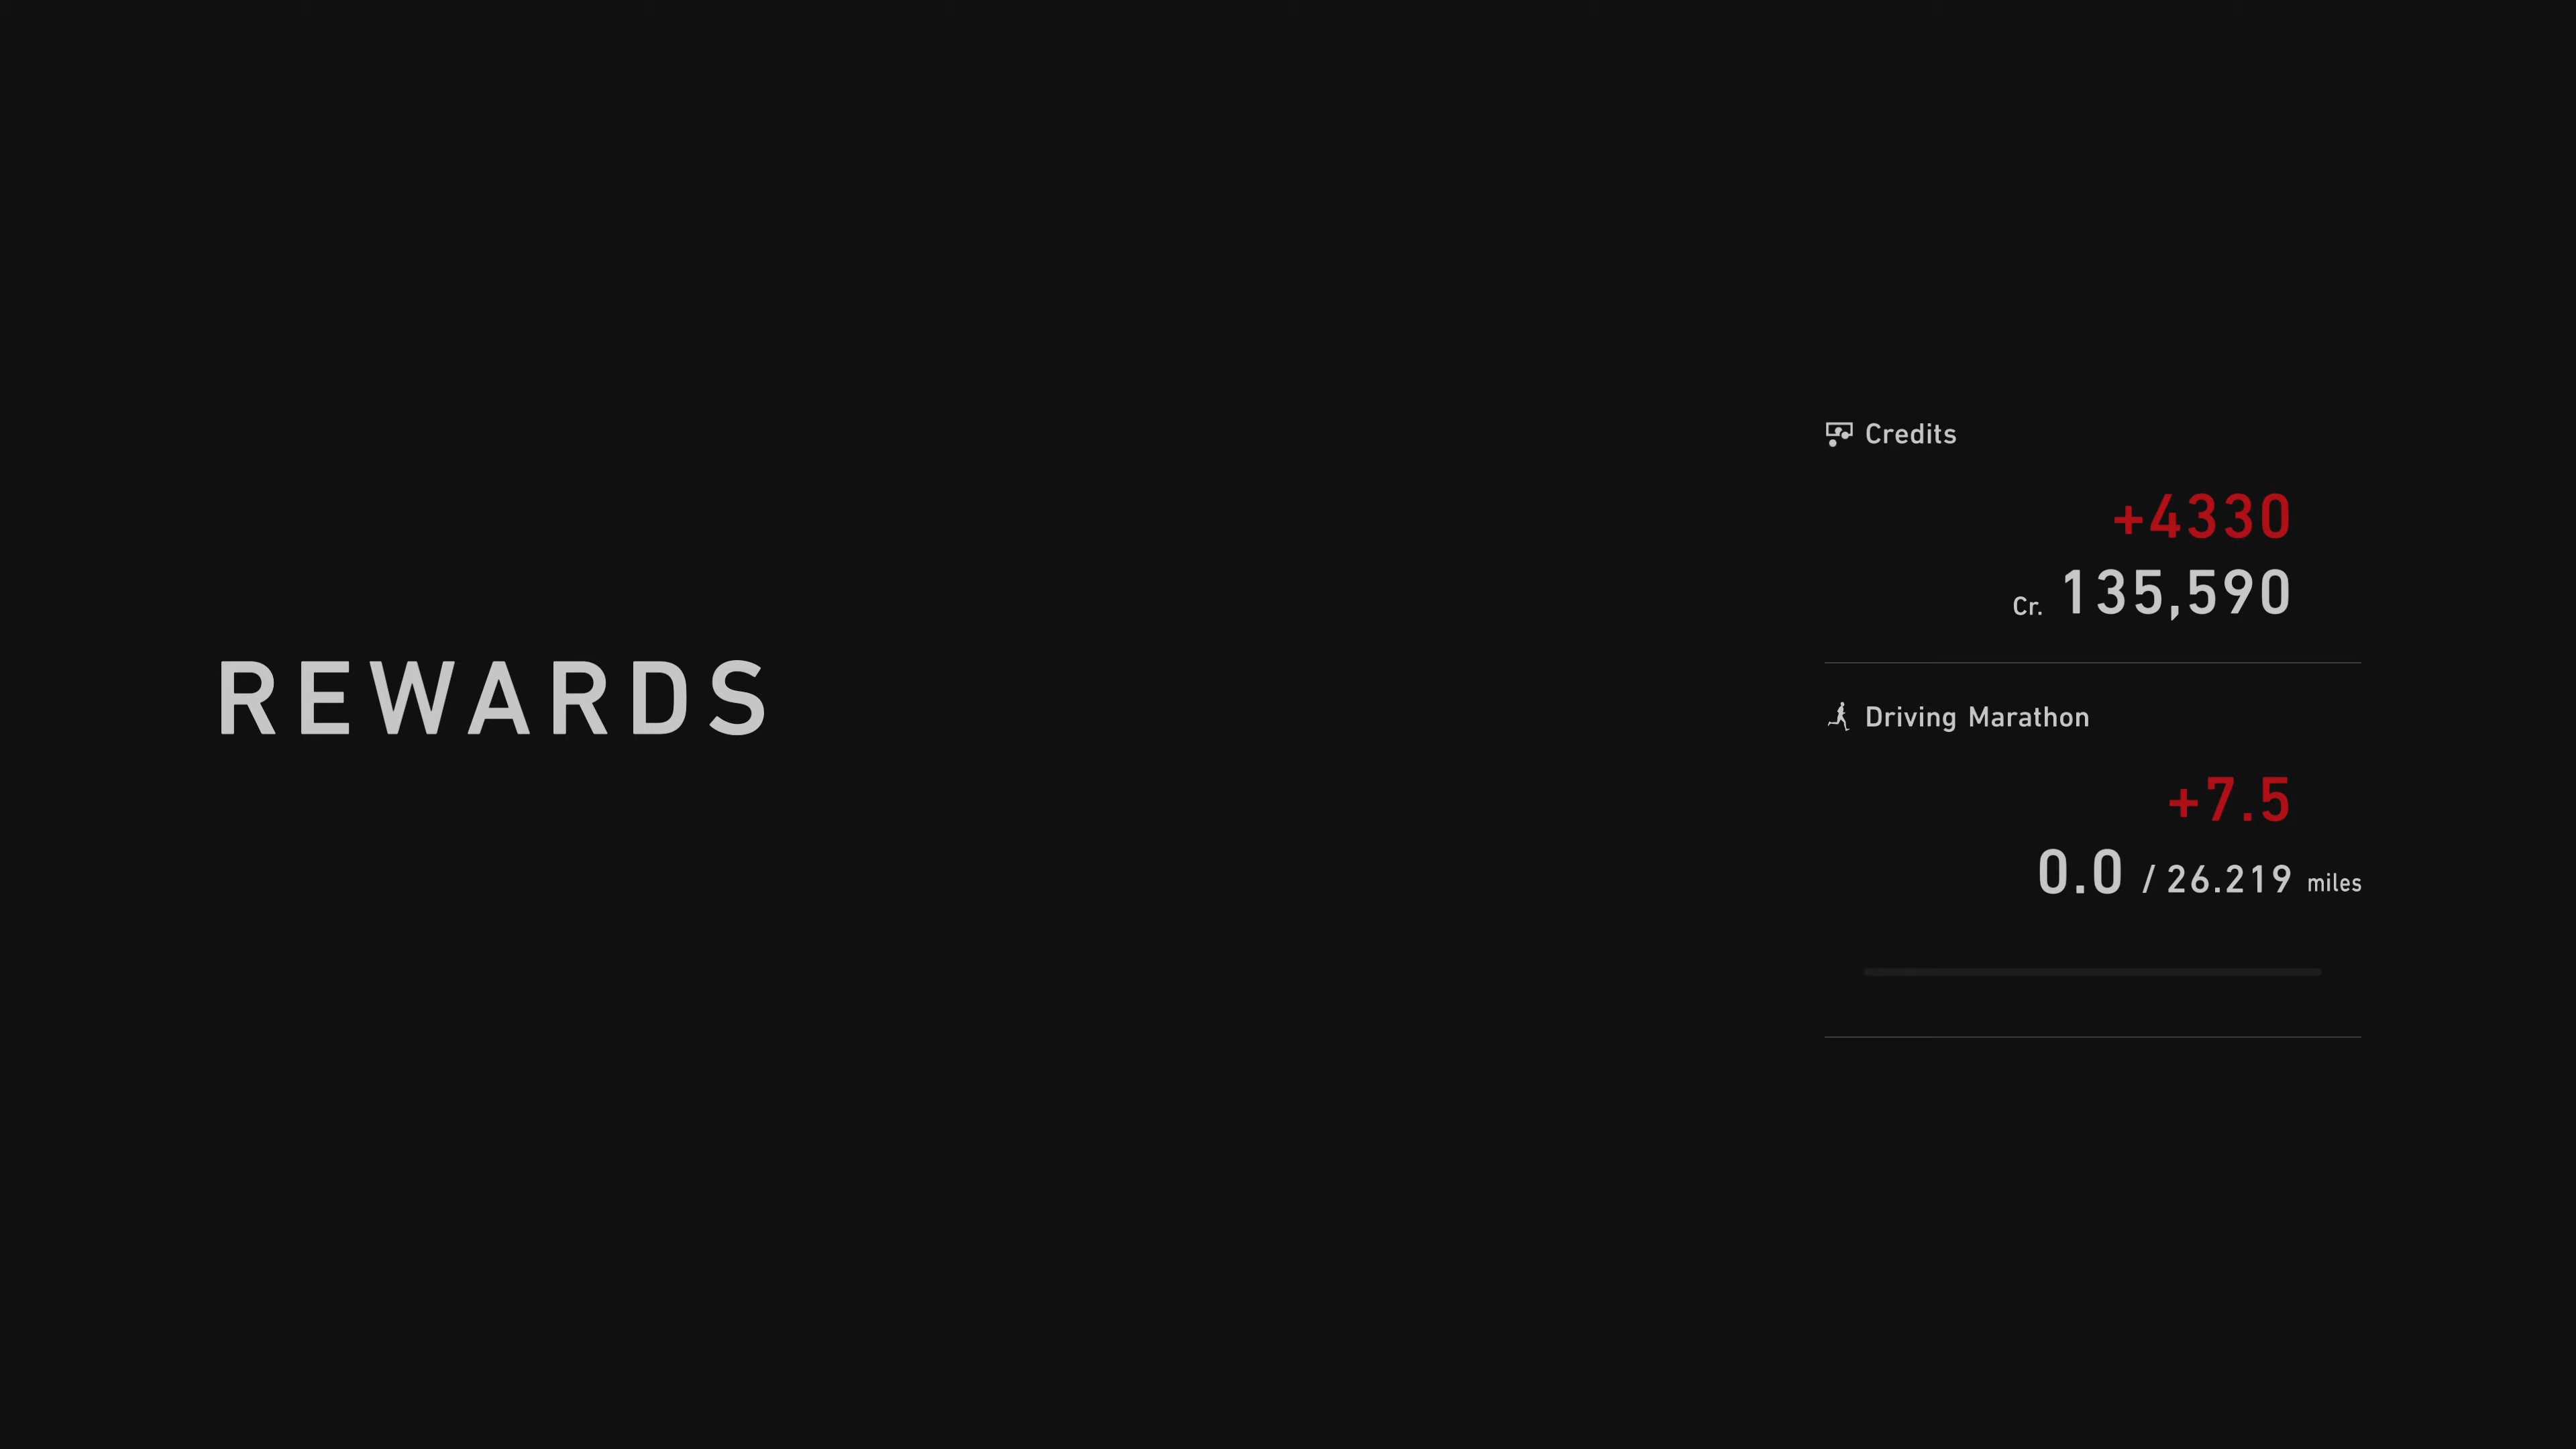 REWARDS
Credits
+4330
Cr. 135,590
Driving Marathon
+7.5
0.0 / 26.219 miles